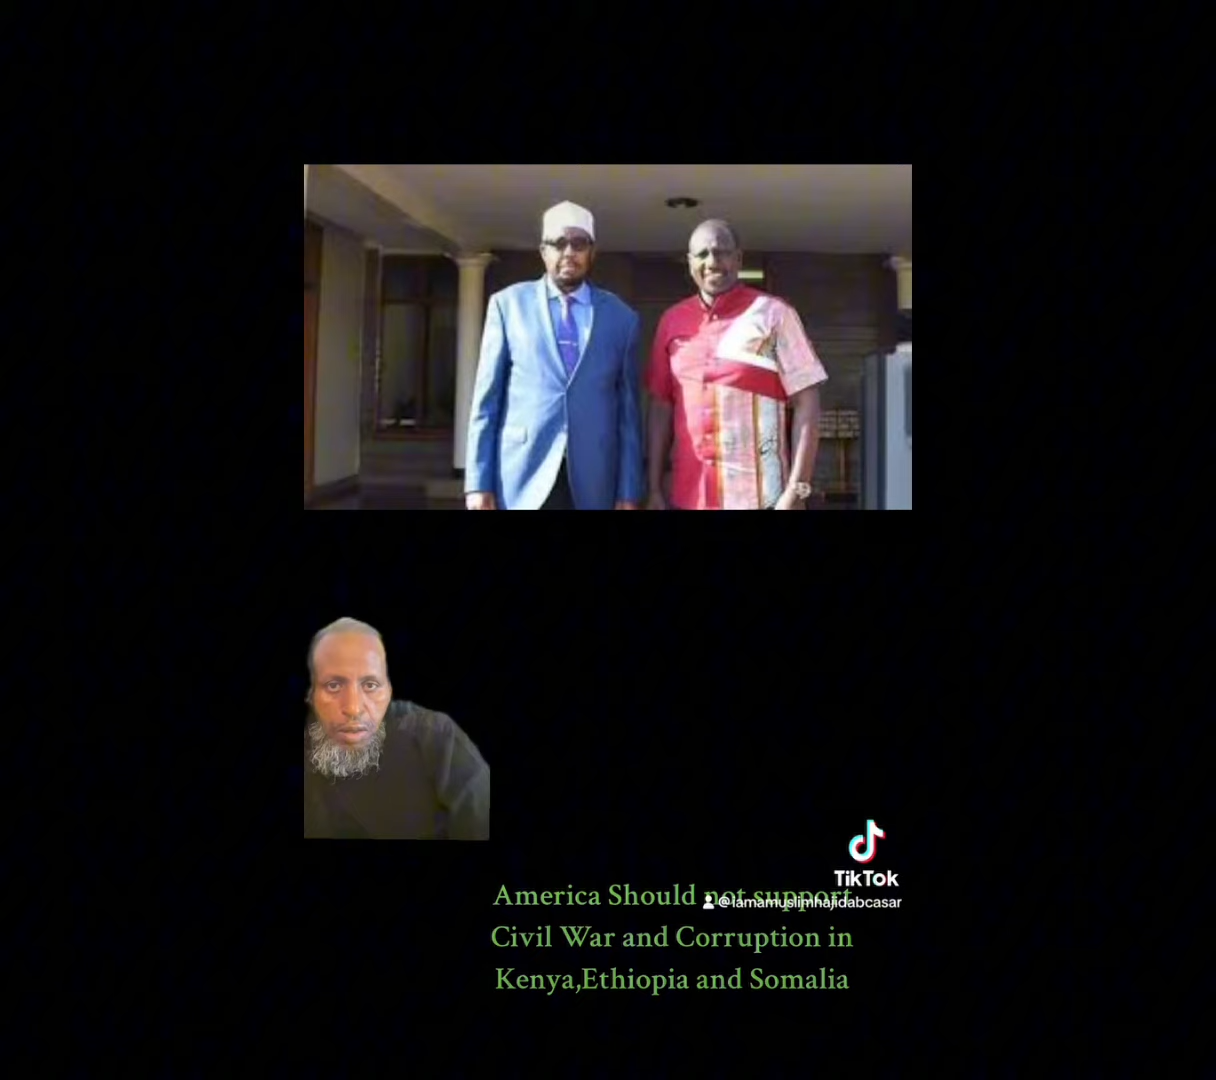 TikTok
America Should not support
@lamamuslimhajidabcasar
Civil War and Corruption in
Kenya,Ethiopia and Somalia